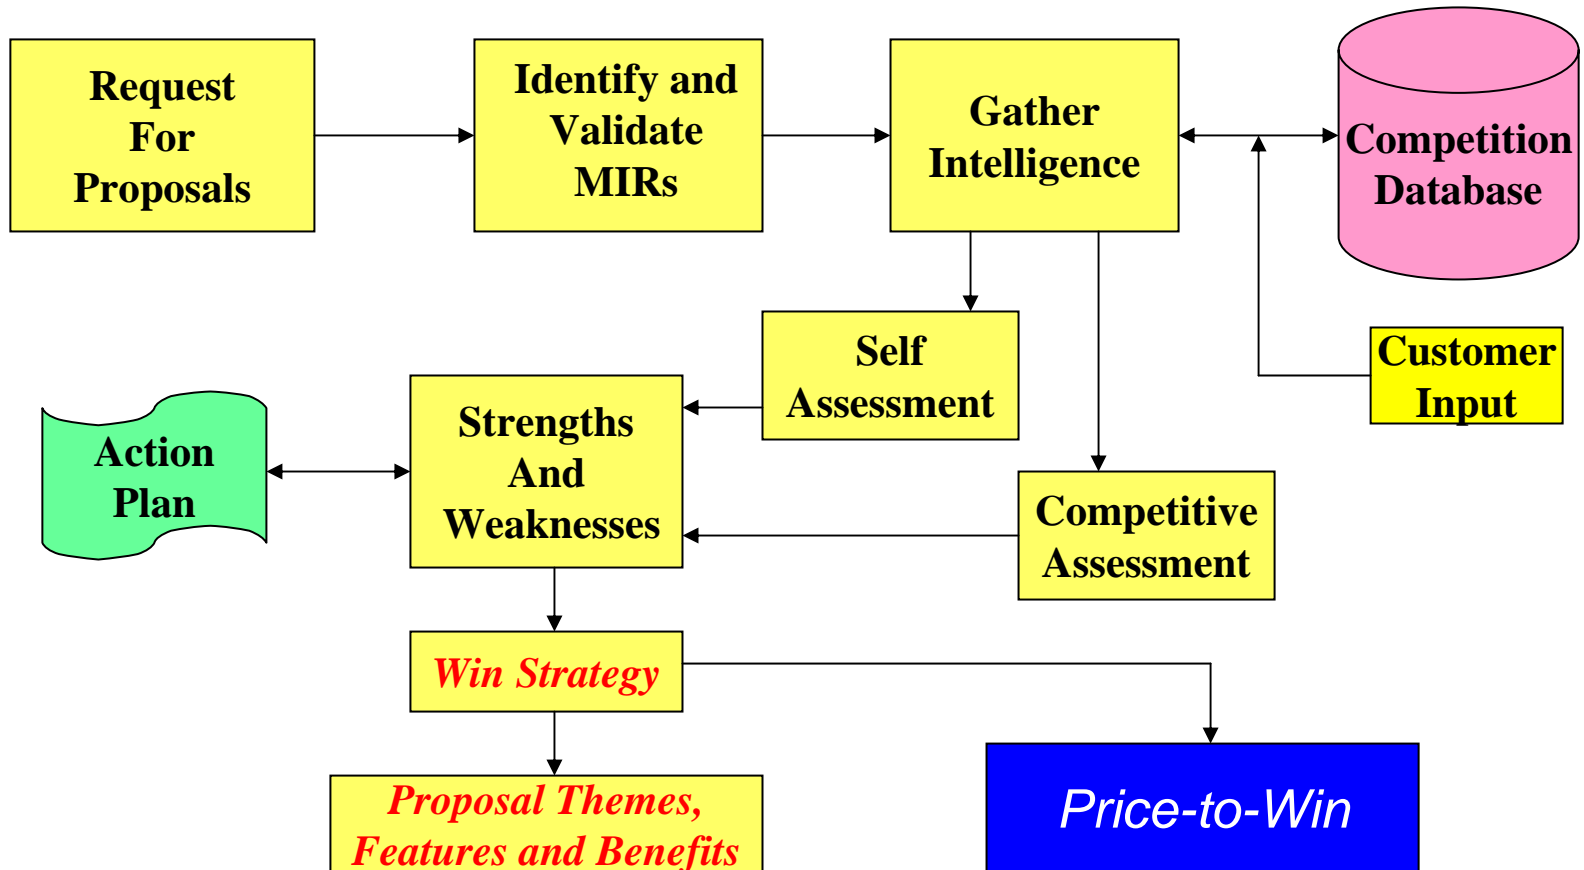 Request
For
Proposals
Identify and
Validate
MIRs
Gather
Intelligence
Competition
Database
Self
Assessment
Customer
Input
Action
Plan
Strengths
And
Weaknesses
Competitive
Assessment
Win Strategy
Proposal Themes,
Features and Benefits
Price-to-Win